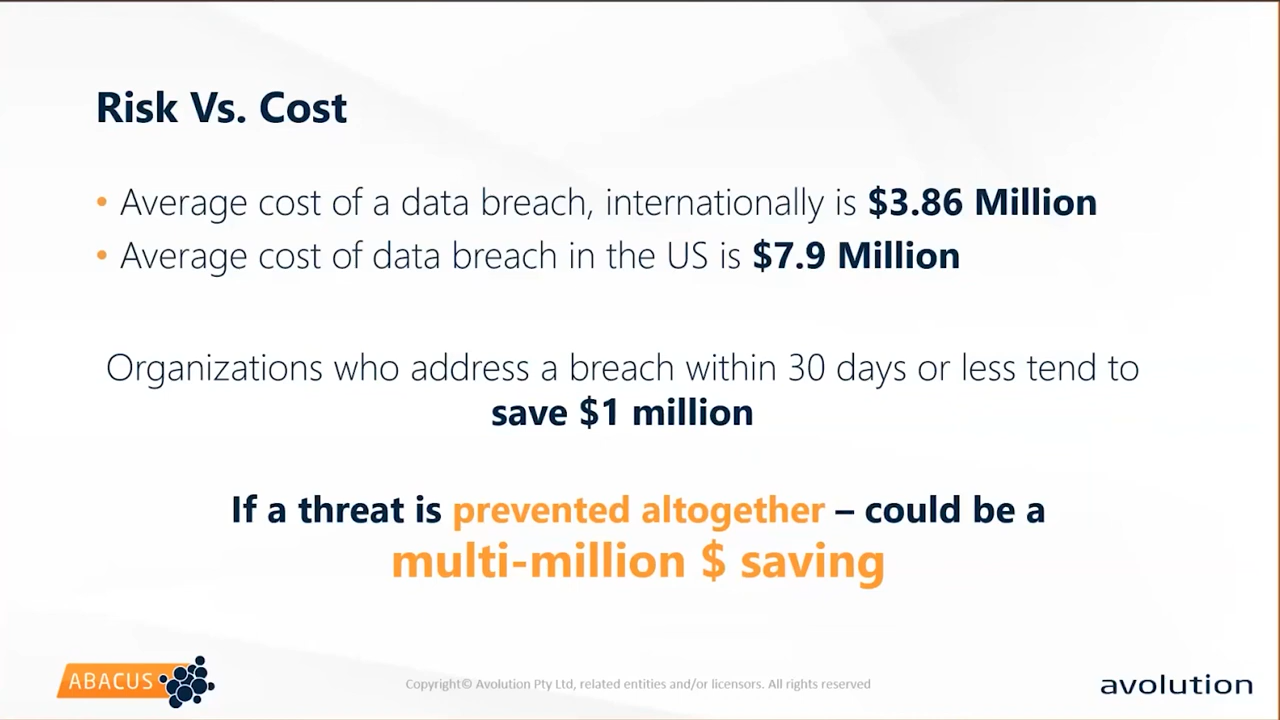 Risk Vs. Cost
• Average cost of a data breach, internationally is $3.86 Million
• Average cost of data breach in the US is $7.9 Million
Organizations who address a breach within 30 days or less tend to
save $1 million
If a threat is prevented altogether – could be a
multi-million $ saving
ABACUS
Copyright© Avolution Pty Ltd, related entities and/or licensors. All rights reserved
avolution